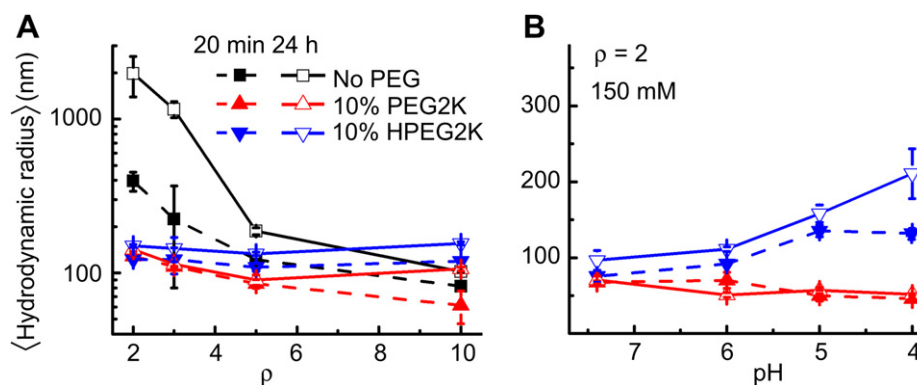 A
⟨Hydrodynamic radius⟩ (nm)
1000
100
20 min 24 h
No PEG
10% PEG2K
10% HPEG2K
2 4 6 8 10
ρ
B
300
200
100
0
ρ = 2
150 mM
7 6 5 4
pH